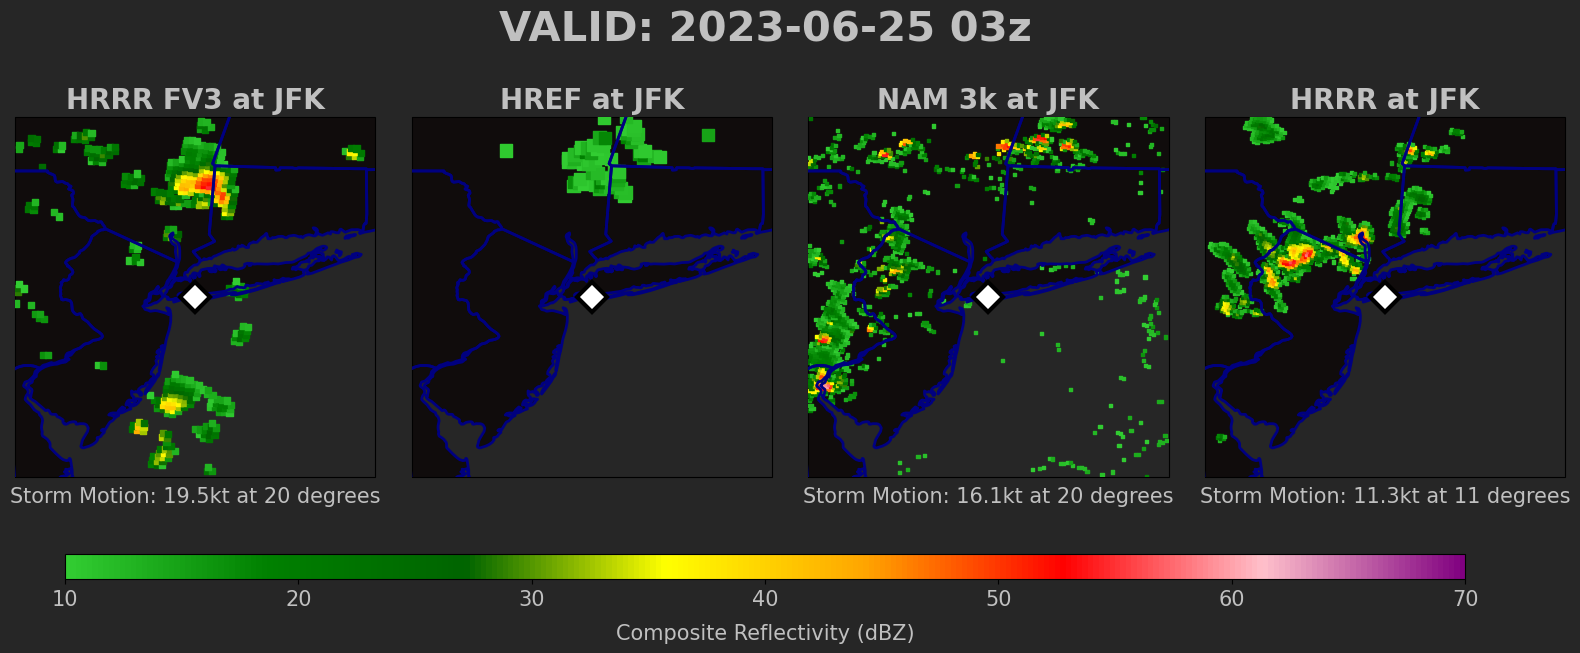 VALID: 2023-06-25 03z
HRRR FV3 at JFK
HREF at JFK
NAM 3k at JFK
HRRR at JFK
Storm Motion: 19.5kt at 20 degrees
Storm Motion: 16.1kt at 20 degrees
Storm Motion: 11.3kt at 11 degrees
10 20 30 40 50 60 70
Composite Reflectivity (dBZ)